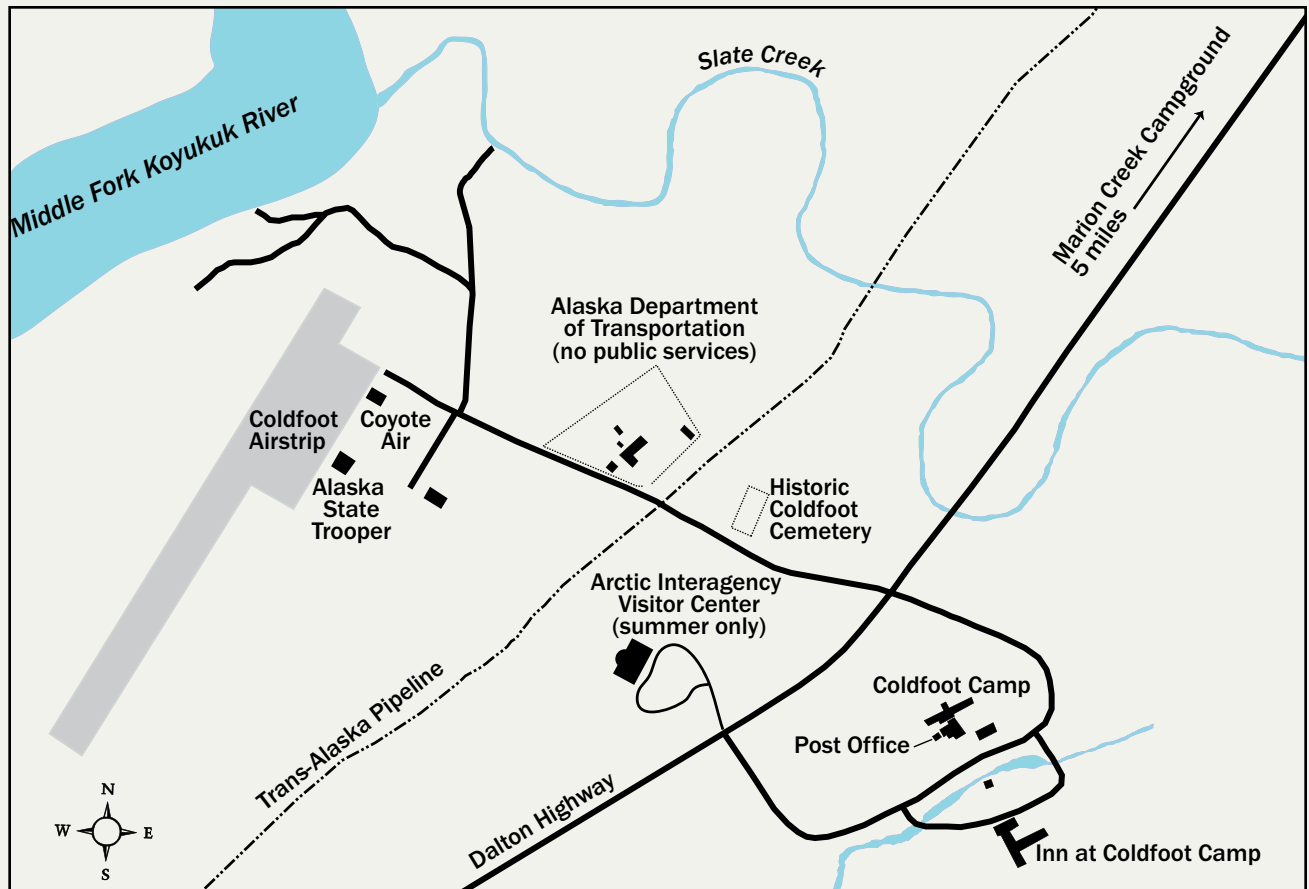 Slate Creek
Middle Fork Koyukuk River
Marion Creek Campground
5 miles
Alaska Department
of Transportation
(no public services)
Coldfoot
Airstrip
Coyote
Air
Alaska
State
Trooper
Historic
Coldfoot
Cemetery
Arctic Interagency
Visitor Center
(summer only)
Trans-Alaska Pipeline
Coldfoot Camp
Post Office
Dalton Highway
Inn at Coldfoot Camp
N
W E
S